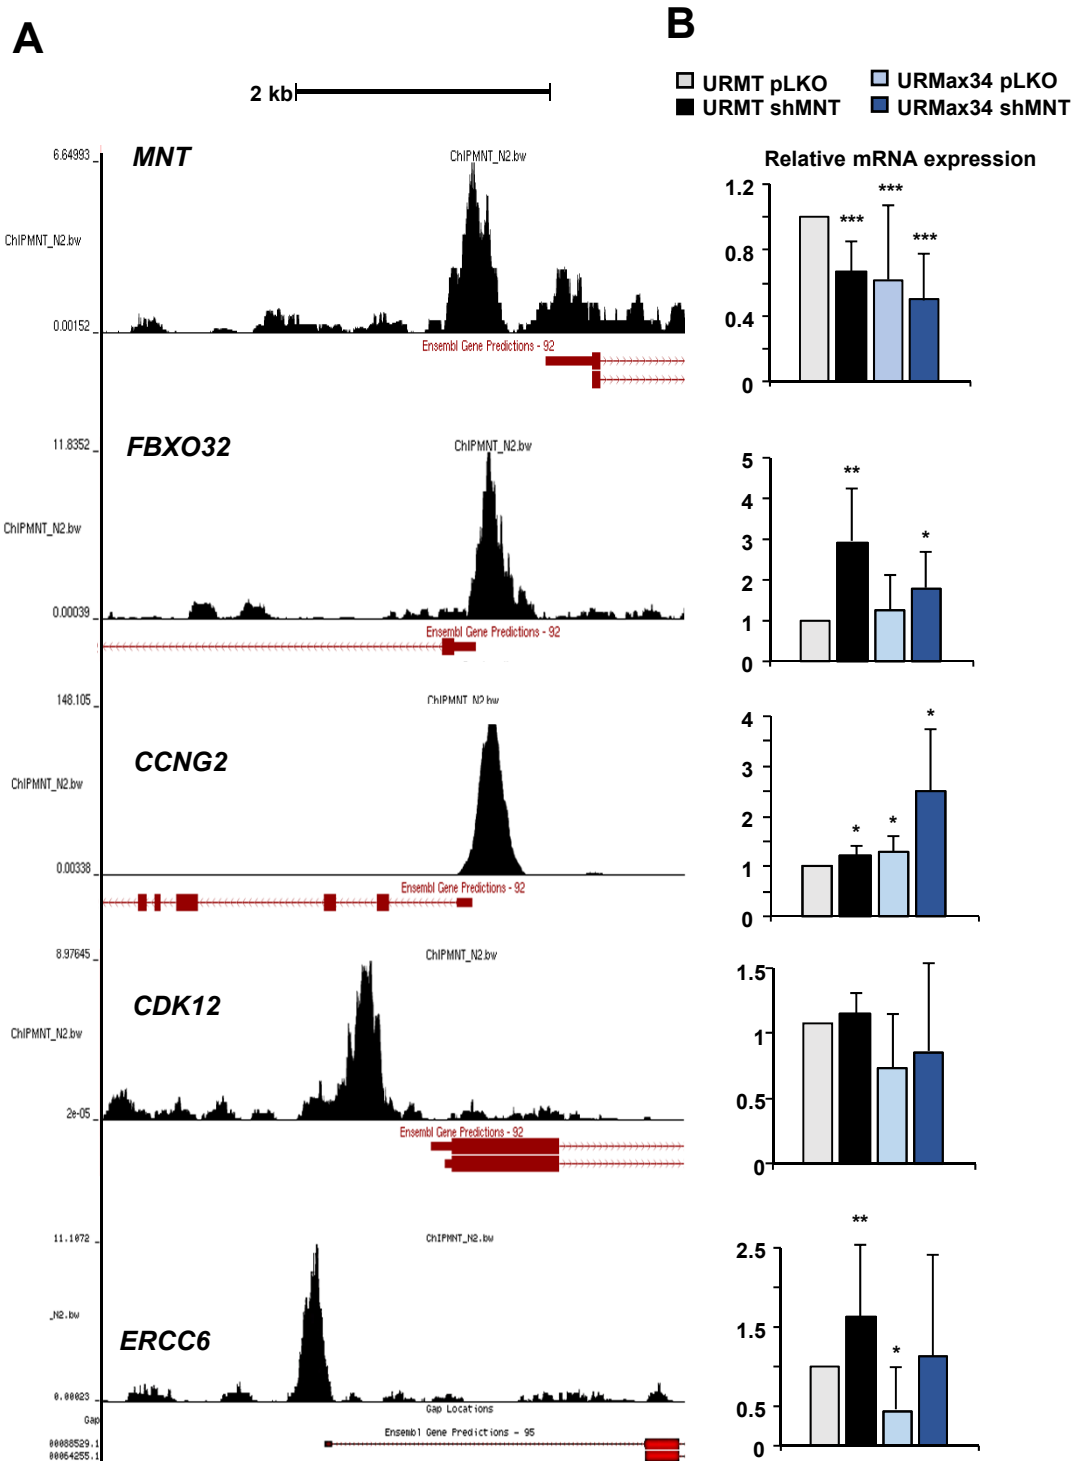 A
B
2 kb
URMT pLKO
URMax34 pLKO
URMT shMNT
URMax34 shMNT
Relative mRNA expression
6.64993
MNT
ChIPMNT_N2.bw
ChIPMNT_N2.bw
0.00152
Ensembl Gene Predictions - 92
1.2
0.8
0.4
0
***
***
***
11.8352
FBXO32
ChIPMNT_N2.bw
ChIPMNT_N2.bw
0.00039
Ensembl Gene Predictions - 92
5
4
3
2
1
0
**
*
148.105
CCNG2
ChIPMNT_N2.bw
ChIPMNT_N2.bw
0.00338
Ensembl Gene Predictions - 92
4
3
2
1
0
*
*
*
8.97645
CDK12
ChIPMNT_N2.bw
ChIPMNT_N2.bw
2e-05
Ensembl Gene Predictions - 92
1.5
1
0.5
0
11.1072
ChIPMNT_N2.bw
_N2.bw
ERCC6
0.00023
Gap Locations
Gap
Ensembl Gene Predictions - 95
00088529.1
00064255.1
2.5
1.5
0.5
0
**
*